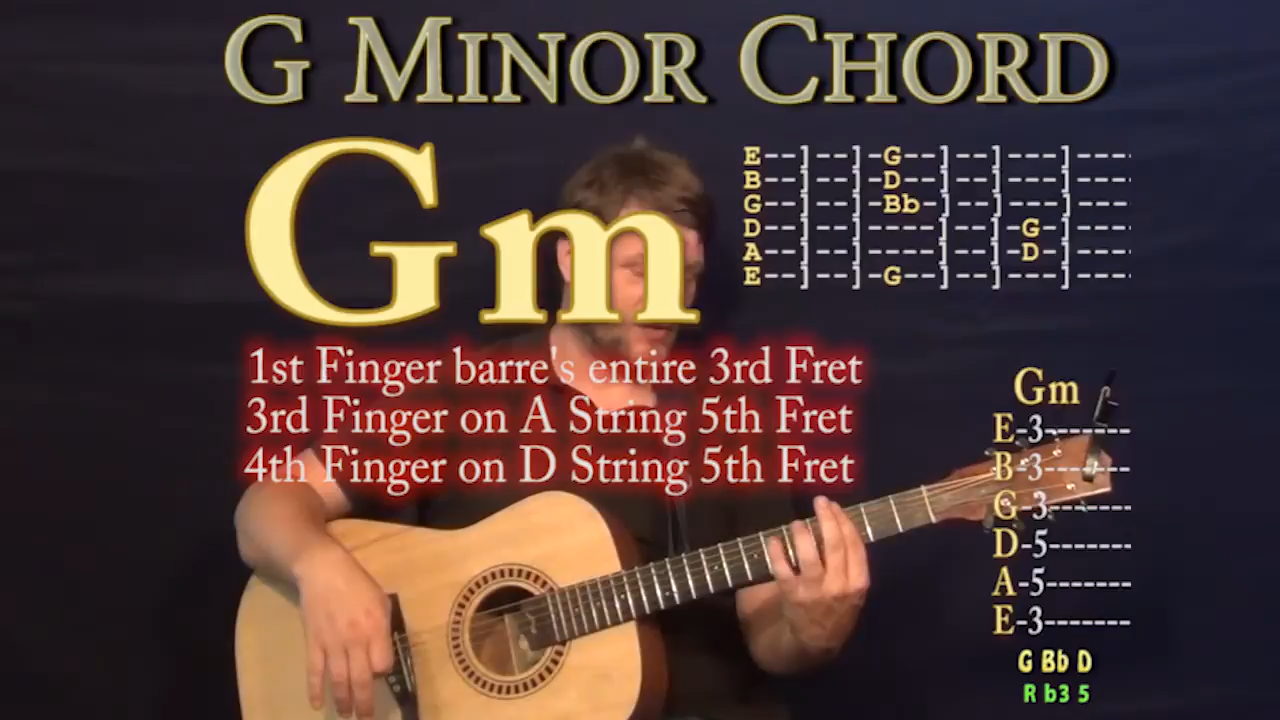 G MINOR CHORD
Gm
E--]--]-G--]--]---]----
B--]--]-D--]--]---]----
G--]--]-Bb-]--]---]----
D--]--]----]--]-G-]----
A--]--]----]--]-D-]----
E--]--]-G--]--]---]----
1st Finger barre's entire 3rd Fret
3rd Finger on A String 5th Fret
4th Finger on D String 5th Fret
Gm
E-3-------
B-3-------
G-3-------
D-5-------
A-5-------
E-3-------
G Bb D
R b3 5